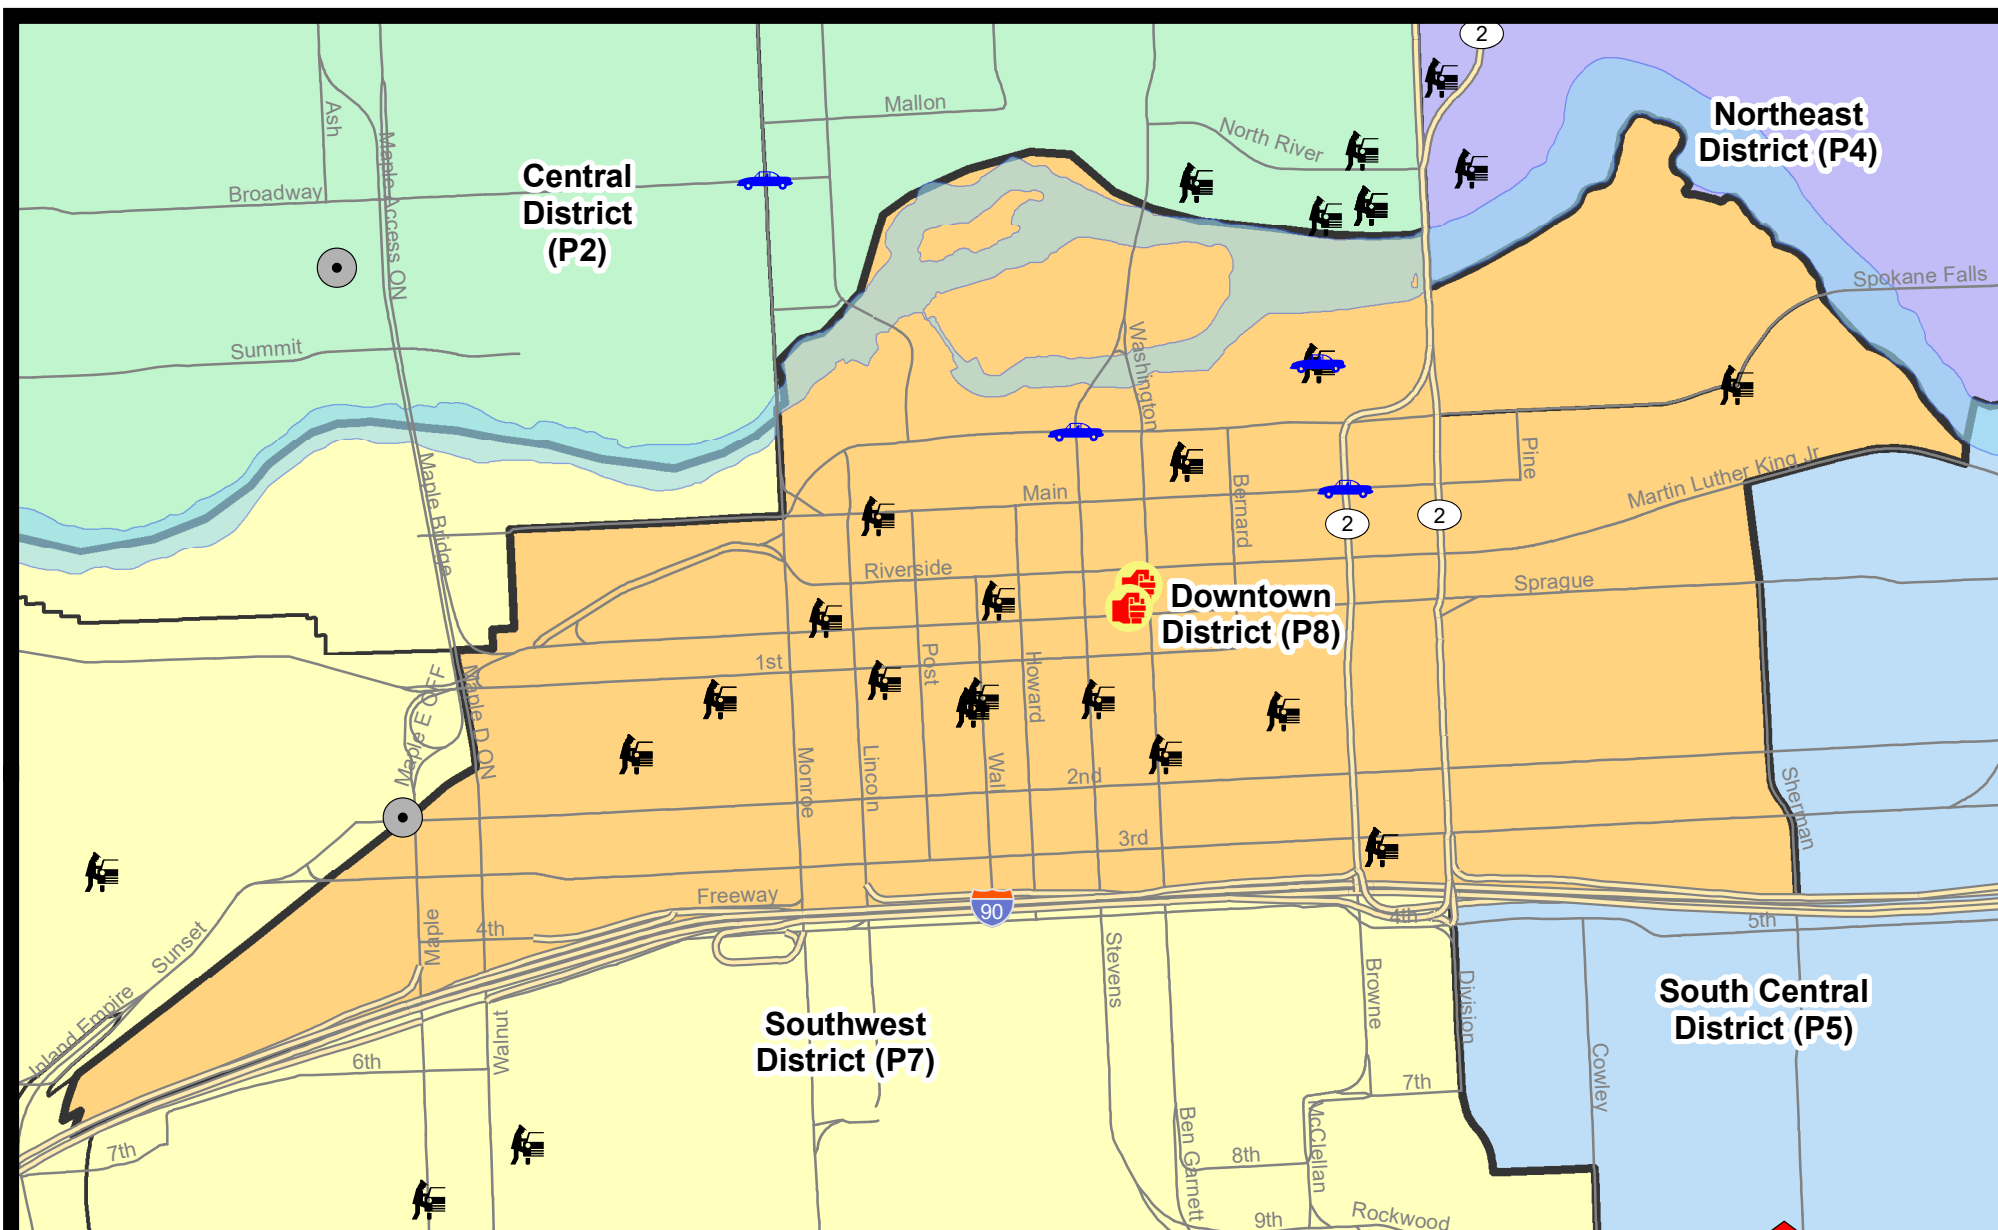 2
Northeast
District (P4)
Mallon
Ash
North River
Maple Access ON
Central
District
(P2)
Broadway
Spokane Falls
Summit
Washington
Pine
Martin Luther King Jr
Maple Bridge
Main
Bernard
2
2
Riverside
Sprague
Downtown
District (P8)
1st
Post
Howard
Maple E OFF
Maple D ON
Monroe
Lincoln
Wall
2nd
Sherman
3rd
Freeway
90
4th
4th
5th
Maple
Sunset
Stevens
Browne
Division
South Central
District (P5)
Inland Empire
Walnut
Southwest
District (P7)
6th
Cowley
7th
7th
Ben Garnett
McClellan
8th
9th
Rockwood